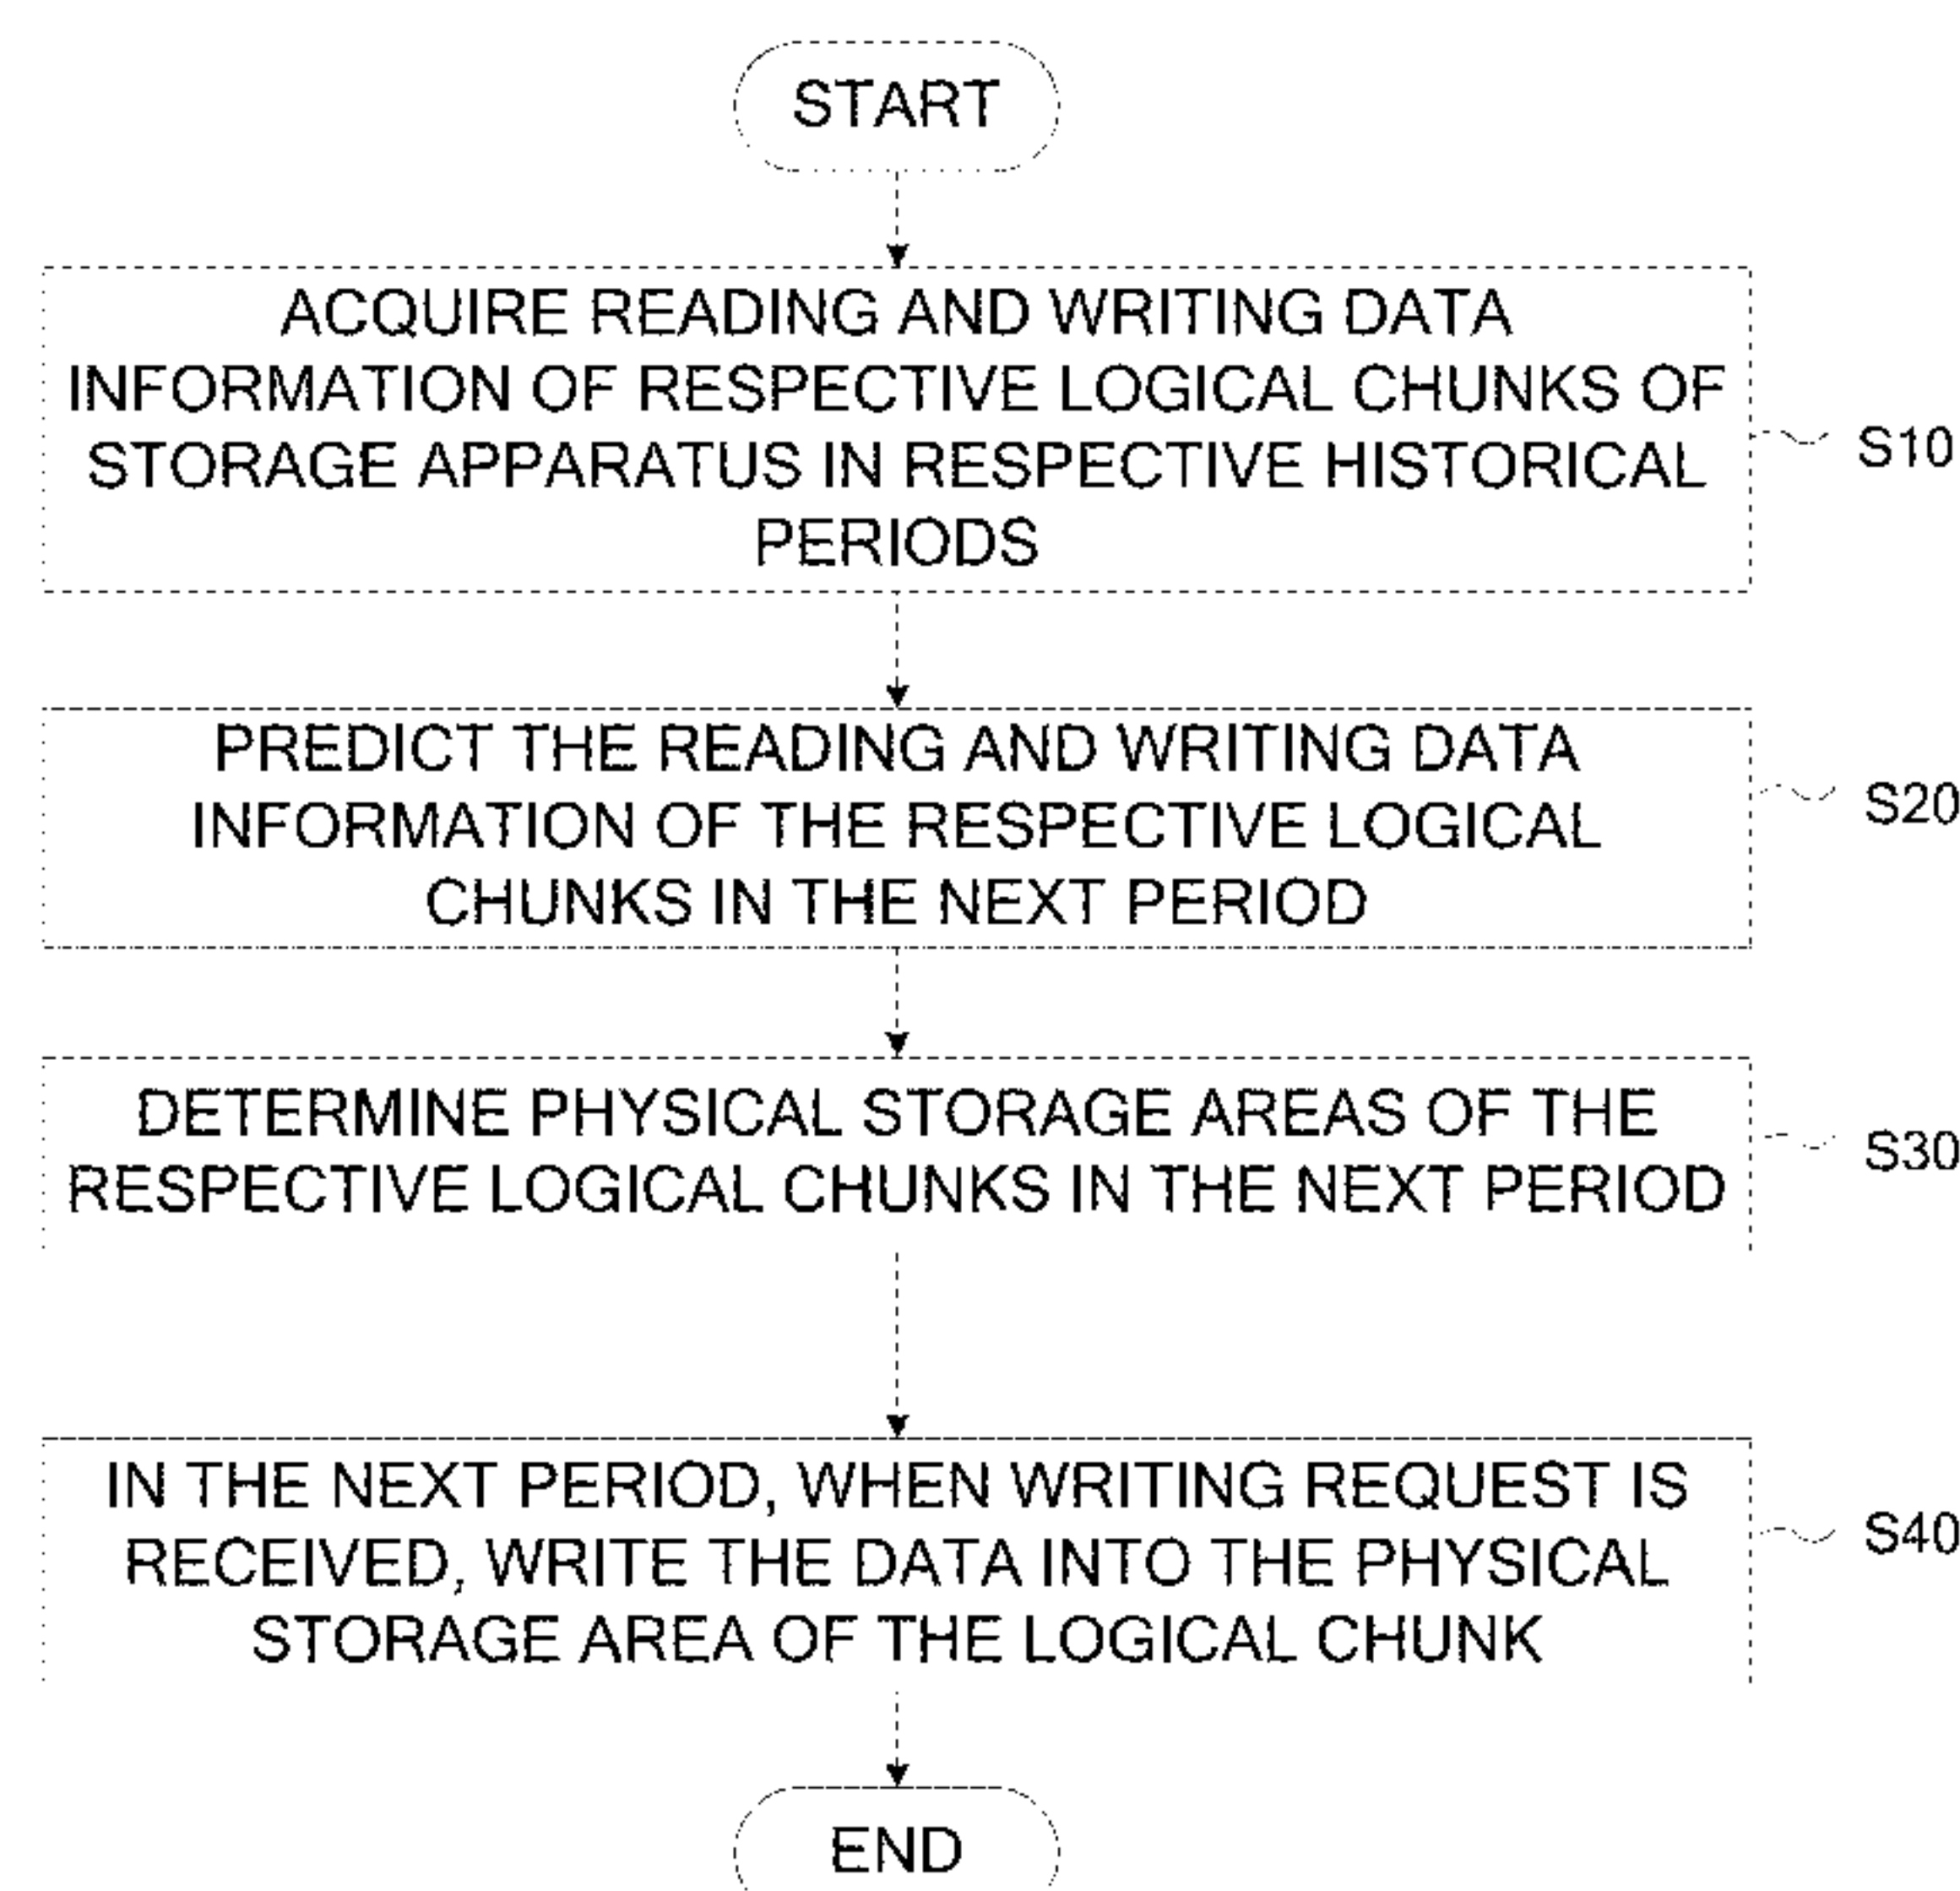 START
ACQUIRE READING AND WRITING DATA
INFORMATION OF RESPECTIVE LOGICAL CHUNKS OF
STORAGE APPARATUS IN RESPECTIVE HISTORICAL
PERIODS
S10
PREDICT THE READING AND WRITING DATA
INFORMATION OF THE RESPECTIVE LOGICAL
CHUNKS IN THE NEXT PERIOD
S20
DETERMINE PHYSICAL STORAGE AREAS OF THE
RESPECTIVE LOGICAL CHUNKS IN THE NEXT PERIOD
S30
IN THE NEXT PERIOD, WHEN WRITING REQUEST IS
RECEIVED, WRITE THE DATA INTO THE PHYSICAL
STORAGE AREA OF THE LOGICAL CHUNK
S40
END